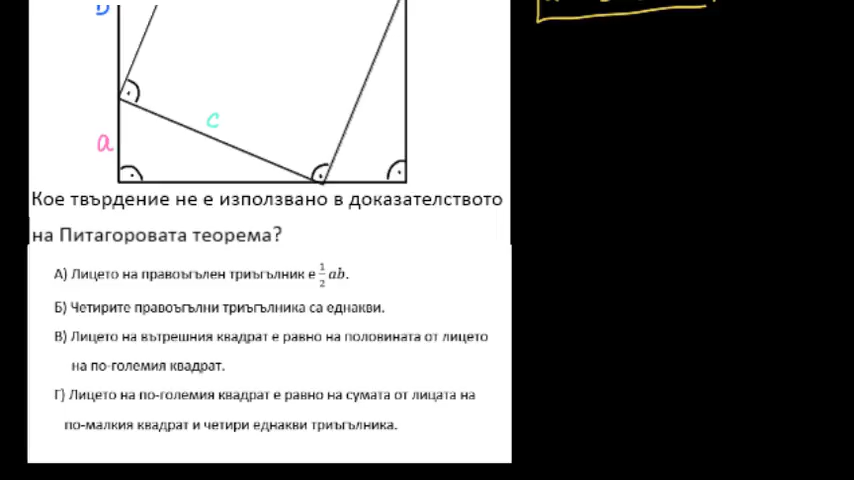 c
a
Кое твърдение не е използвано в доказателството
на Питагоровата теорема?
А) Лицето на правоъгълен триъгълник е 1/2 ab.
Б) Четирите правоъгълни триъгълника са еднакви.
В) Лицето на вътрешния квадрат е равно на половината от лицето
на по-големия квадрат.
Г) Лицето на по-големия квадрат е равно на сумата от лицата на
по-малкия квадрат и четири еднакви триъгълника.